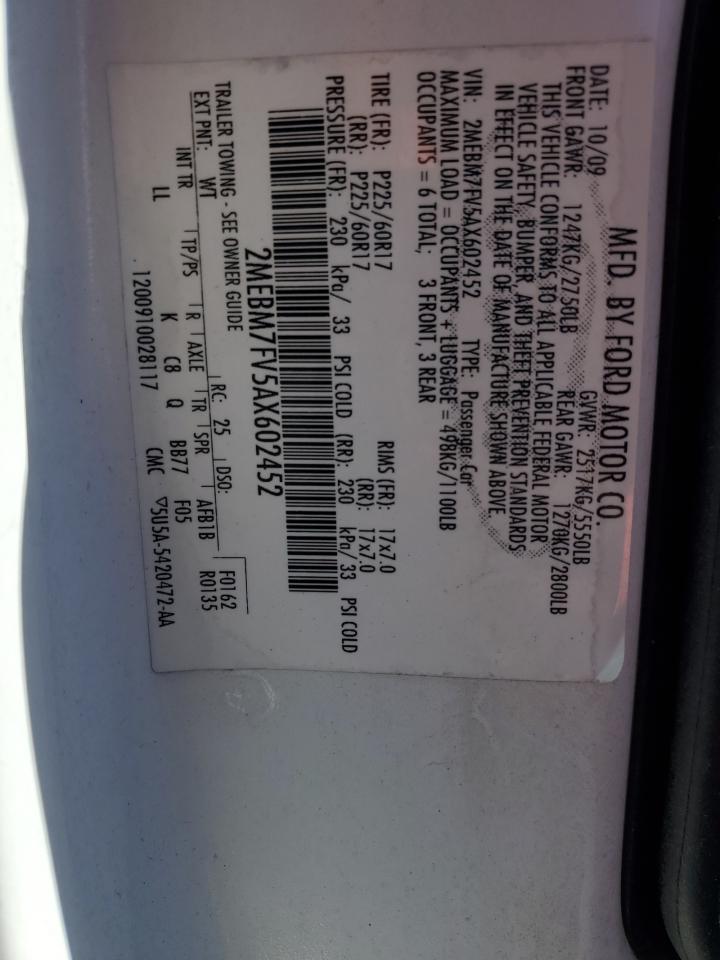 MFD. BY FORD MOTOR CO.
DATE: 10/09 GVWR: 2517KG/5550LB
FRONT GAWR: 1247KG/2750LB REAR GAWR: 1270KG/2800LB
THIS VEHICLE CONFORMS TO ALL APPLICABLE FEDERAL MOTOR
VEHICLE SAFETY, BUMPER, AND THEFT PREVENTION STANDARDS
IN EFFECT ON THE DATE OF MANUFACTURE SHOWN ABOVE.
VIN: 2MEBM7FV5AX602452 TYPE: Passenger Car
MAXIMUM LOAD = OCCUPANTS + LUGGAGE = 498KG/1100LB
OCCUPANTS = 6 TOTAL; 3 FRONT, 3 REAR
TIRE (FR): P225/60R17 RIMS (FR): 17x7.0
(RR): P225/60R17 (RR): 17x7.0
PRESSURE (FR): 230 kPa/ 33 PSI COLD (RR): 230 kPa/ 33 PSI COLD
2MEBM7FV5AX602452
TRAILER TOWING - SEE OWNER GUIDE
EXT PNT: WT RC: 25 DSO: F0162
R0135
INT TR TP/PS R AXLE TR SPR AFB1B
LL K C8 Q BB77 F05
1200910028117 CMC ▽5U5A-5420472-AA